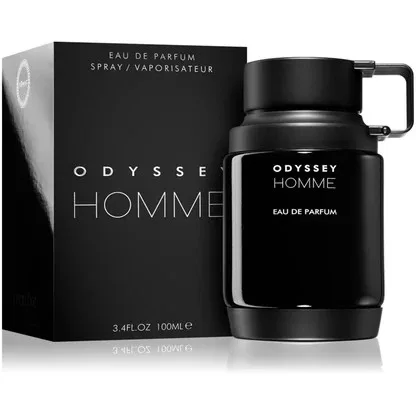 EAU DE PARFUM
SPRAY / VAPORISATEUR
ODYSSEY
HOMME
3.4FL.OZ 100ML e
ODYSSEY
HOMME
EAU DE PARFUM